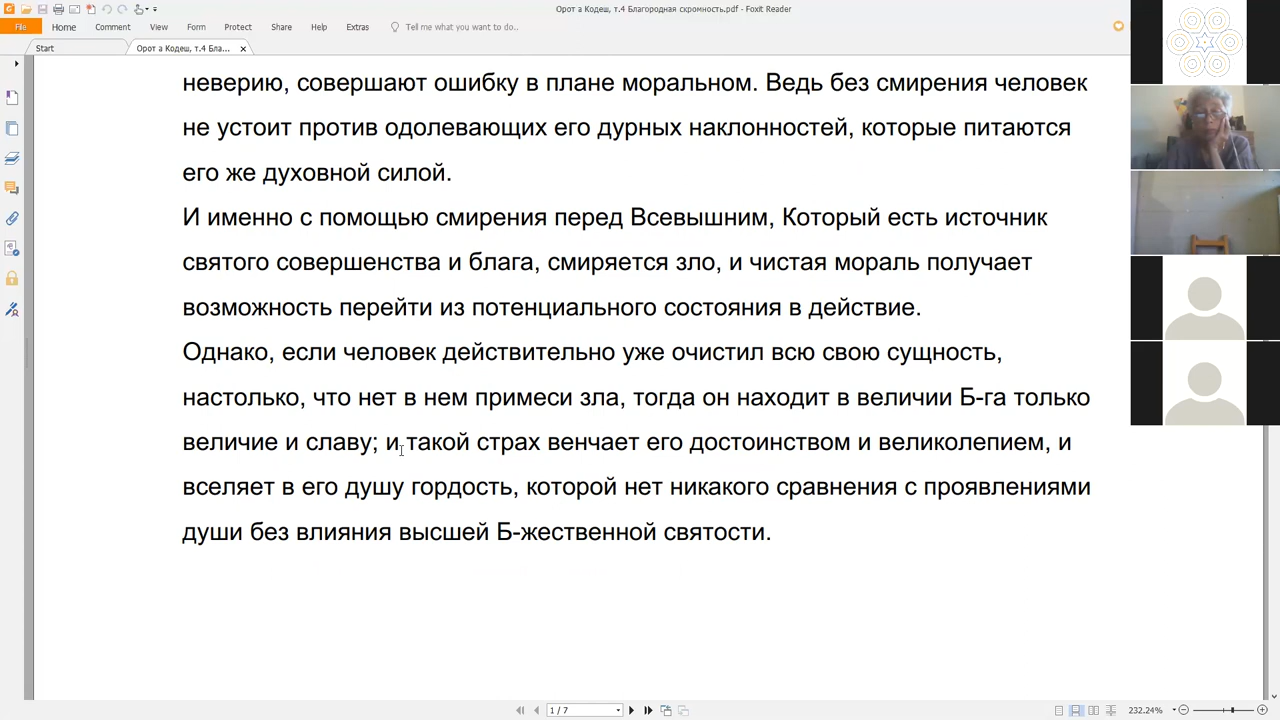 Орот а Кодеш, т.4 Благородная скромность.pdf - Foxit Reader
File Home Comment View Form Protect Share Help Extras Tell me what you want to do..
Start Орот а Кодеш, т.4 Бла...
неверию, совершают ошибку в плане моральном. Ведь без смирения человек
не устоит против одолевающих его дурных наклонностей, которые питаются
его же духовной силой.
И именно с помощью смирения перед Всевышним, Который есть источник
святого совершенства и блага, смиряется зло, и чистая мораль получает
возможность перейти из потенциального состояния в действие.
Однако, если человек действительно уже очистил всю свою сущность,
настолько, что нет в нем примеси зла, тогда он находит в величии Б-га только
величие и славу; и такой страх венчает его достоинством и великолепием, и
вселяет в его душу гордость, которой нет никакого сравнения с проявлениями
души без влияния высшей Б-жественной святости.
1 / 7 232.24%